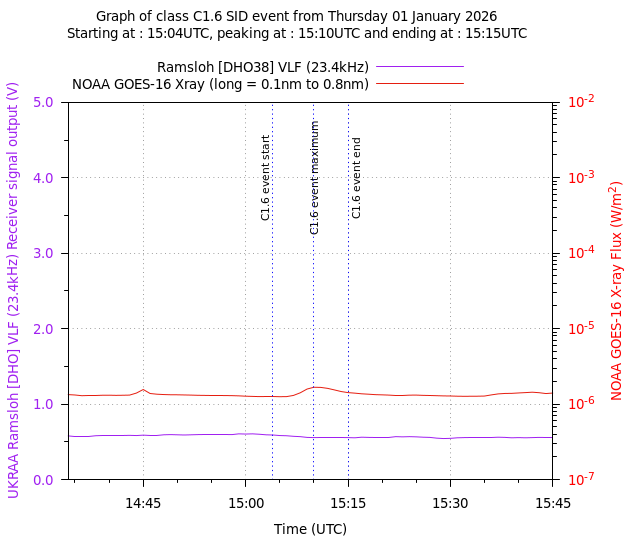 Graph of class C1.6 SID event from Thursday 01 January 2026
Starting at : 15:04UTC, peaking at : 15:10UTC and ending at : 15:15UTC
Ramsloh [DHO38] VLF (23.4kHz)
NOAA GOES-16 Xray (long = 0.1nm to 0.8nm)
UKRAA Ramsloh [DHO] VLF (23.4kHz) Receiver signal output (V)
5.0
4.0
3.0
2.0
1.0
0.0
C1.6 event start
C1.6 event maximum
C1.6 event end
10-2
10-3
10-4
10-5
10-6
10-7
NOAA GOES-16 X-ray Flux (W/m2)
14:45 15:00 15:15 15:30 15:45
Time (UTC)